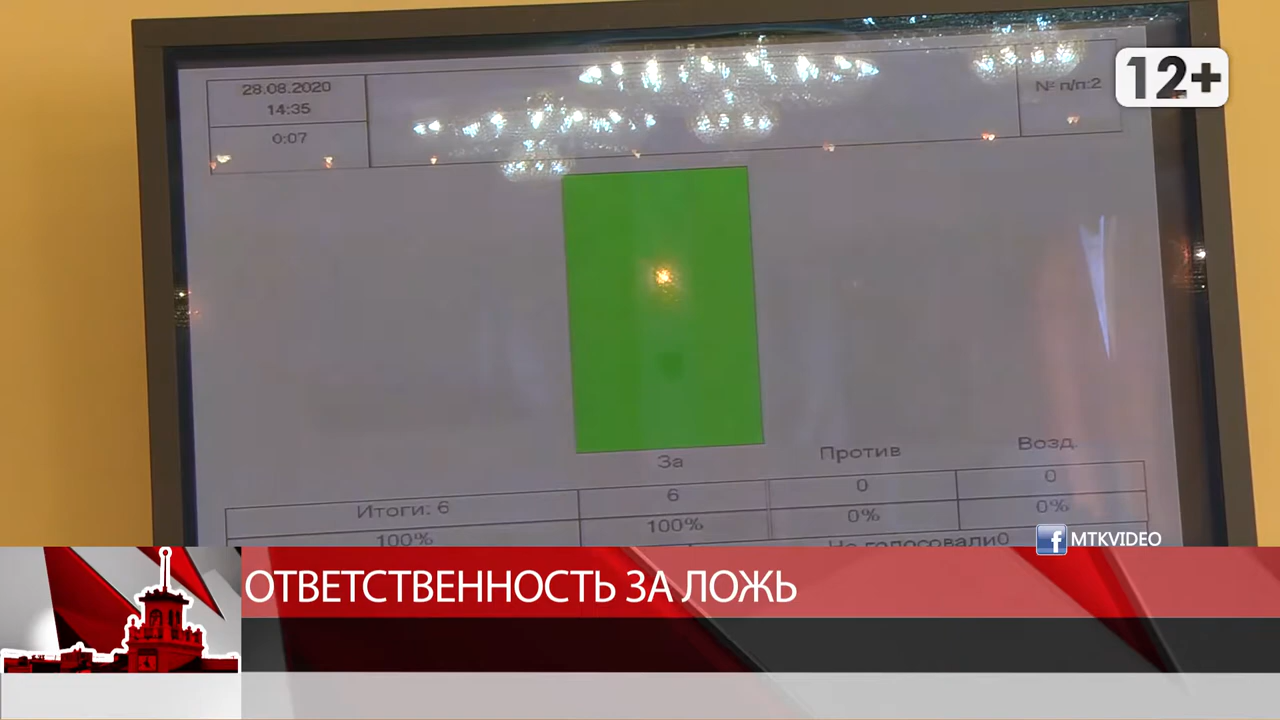 28.08.2020
14:35
0:07
№ п/п:2
12+
За
Против
Возд.
Итоги: 6
6
0
0
100%
100%
0%
0%
Не голосовали0
MTKVIDEO
ОТВЕТСТВЕННОСТЬ ЗА ЛОЖЬ